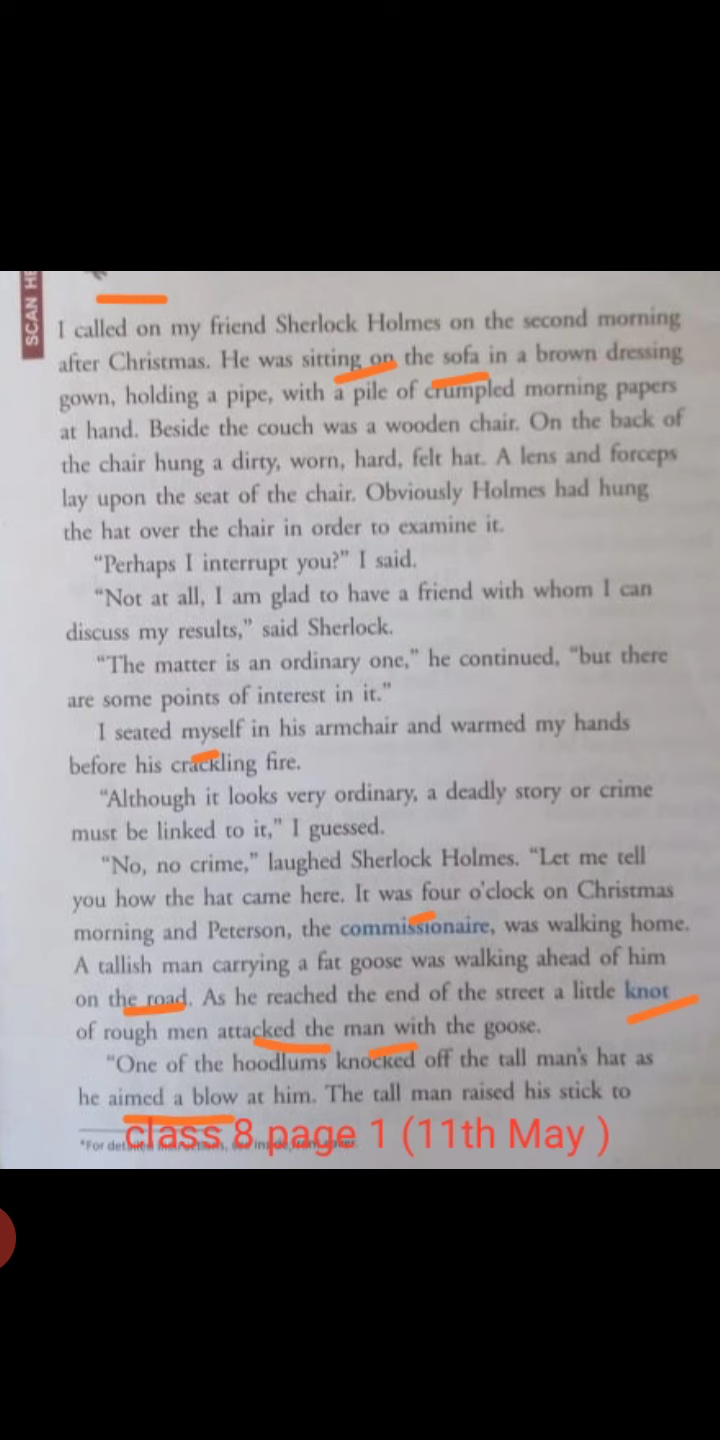 SCAN HE
I called on my friend Sherlock Holmes on the second morning
after Christmas. He was sitting on the sofa in a brown dressing
gown, holding a pipe, with a pile of crumpled morning papers
at hand. Beside the couch was a wooden chair. On the back of
the chair hung a dirty, worn, hard, felt hat. A lens and forceps
lay upon the seat of the chair. Obviously Holmes had hung
the hat over the chair in order to examine it.
“Perhaps I interrupt you?” I said.
“Not at all, I am glad to have a friend with whom I can
discuss my results,” said Sherlock.
“The matter is an ordinary one,” he continued, “but there
are some points of interest in it.”
I seated myself in his armchair and warmed my hands
before his crackling fire.
“Although it looks very ordinary, a deadly story or crime
must be linked to it,” I guessed.
“No, no crime,” laughed Sherlock Holmes. “Let me tell
you how the hat came here. It was four o'clock on Christmas
morning and Peterson, the commissionaire, was walking home.
A tallish man carrying a fat goose was walking ahead of him
on the road. As he reached the end of the street a little knot
of rough men attacked the man with the goose.
“One of the hoodlums knocked off the tall man's hat as
he aimed a blow at him. The tall man raised his stick to
class 8 page 1 (11th May )
*For